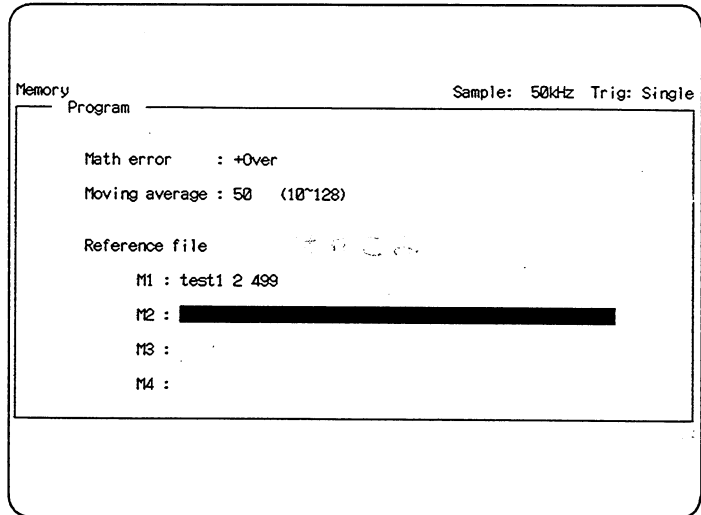 Memory Sample: 50kHz Trig: Single
Program
Math error : +Over
Moving average : 50 (10~128)
Reference file
M1 : test1 2 499
M2 :
M3 :
M4 :